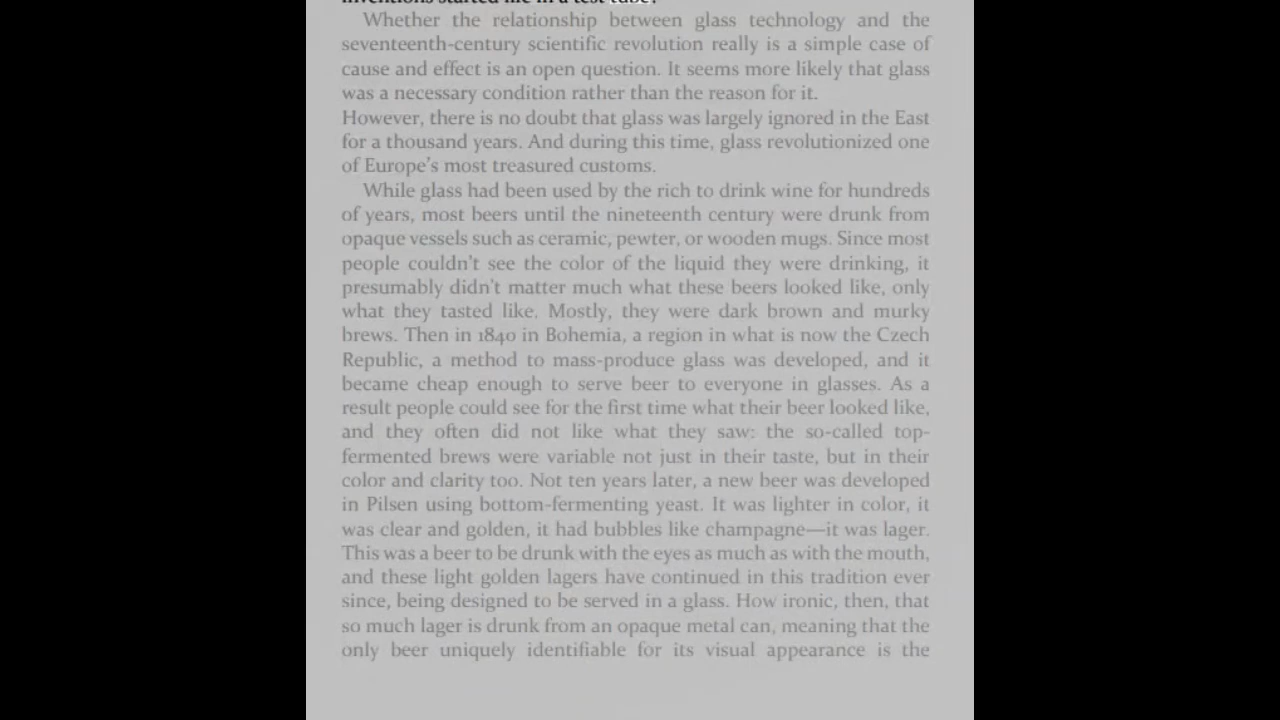 inventions started life in a test tube?
Whether the relationship between glass technology and the
seventeenth-century scientific revolution really is a simple case of
cause and effect is an open question. It seems more likely that glass
was a necessary condition rather than the reason for it.
However, there is no doubt that glass was largely ignored in the East
for a thousand years. And during this time, glass revolutionized one
of Europe's most treasured customs.
While glass had been used by the rich to drink wine for hundreds
of years, most beers until the nineteenth century were drunk from
opaque vessels such as ceramic, pewter, or wooden mugs. Since most
people couldn't see the color of the liquid they were drinking, it
presumably didn't matter much what these beers looked like, only
what they tasted like. Mostly, they were dark brown and murky
brews. Then in 1840 in Bohemia, a region in what is now the Czech
Republic, a method to mass-produce glass was developed, and it
became cheap enough to serve beer to everyone in glasses. As a
result people could see for the first time what their beer looked like,
and they often did not like what they saw: the so-called top-
fermented brews were variable not just in their taste, but in their
color and clarity too. Not ten years later, a new beer was developed
in Pilsen using bottom-fermenting yeast. It was lighter in color, it
was clear and golden, it had bubbles like champagne—it was lager.
This was a beer to be drunk with the eyes as much as with the mouth,
and these light golden lagers have continued in this tradition ever
since, being designed to be served in a glass. How ironic, then, that
so much lager is drunk from an opaque metal can, meaning that the
only beer uniquely identifiable for its visual appearance is the